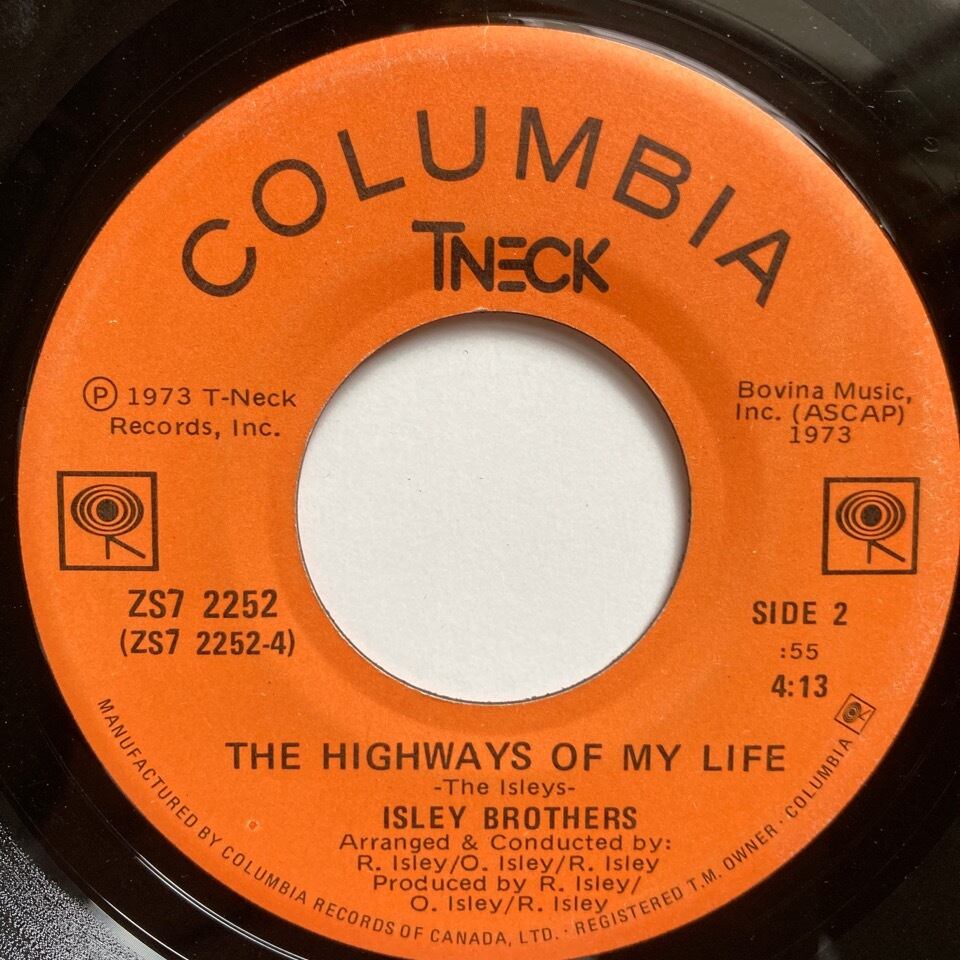 COLUMBIA
TNECK
Ⓟ 1973 T-Neck
Records, Inc.
Bovina Music,
Inc. (ASCAP)
1973
ZS7 2252
(ZS7 2252-4)
SIDE 2
:55
4:13
THE HIGHWAYS OF MY LIFE
-The Isleys-
ISLEY BROTHERS
Arranged & Conducted by:
R. Isley/O. Isley/R. Isley
Produced by R. Isley/
O. Isley/R. Isley
MANUFACTURED BY COLUMBIA RECORDS OF CANADA, LTD. · REGISTERED T.M. OWNER · COLUMBIA